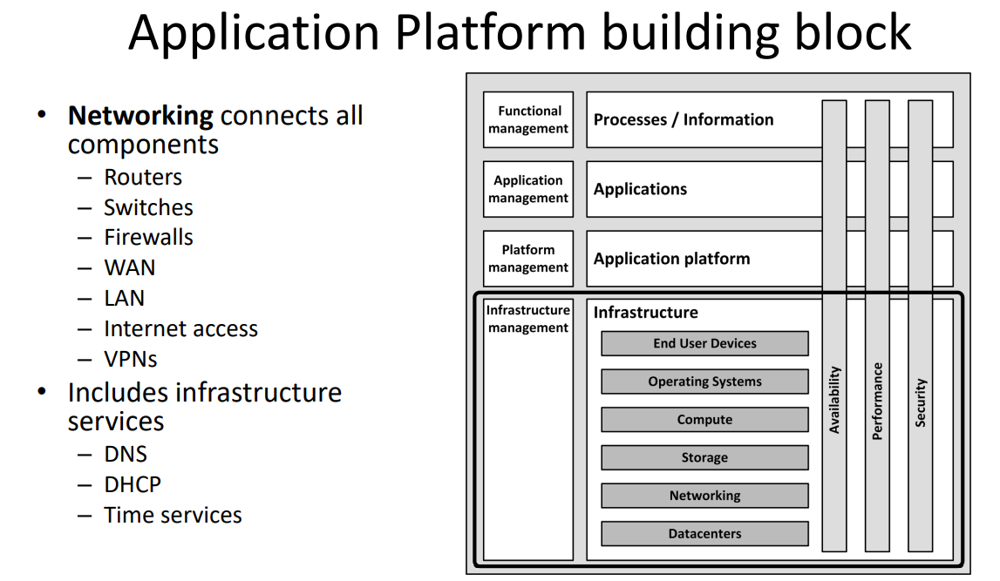 Application Platform building block
• Networking connects all
components
– Routers
– Switches
– Firewalls
– WAN
– LAN
– Internet access
– VPNs
• Includes infrastructure
services
– DNS
– DHCP
– Time services
Functional
management
Processes / Information
Application
management
Applications
Platform
management
Application platform
Infrastructure
management
Infrastructure
End User Devices
Operating Systems
Compute
Storage
Networking
Datacenters
Availability
Performance
Security